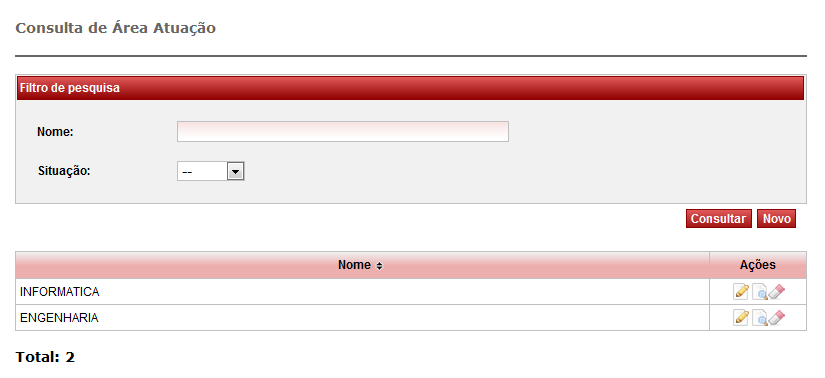 Consulta de Área Atuação
Filtro de pesquisa
Nome:
Situação: --
Consultar Novo
Nome Ações
INFORMATICA
ENGENHARIA
Total: 2